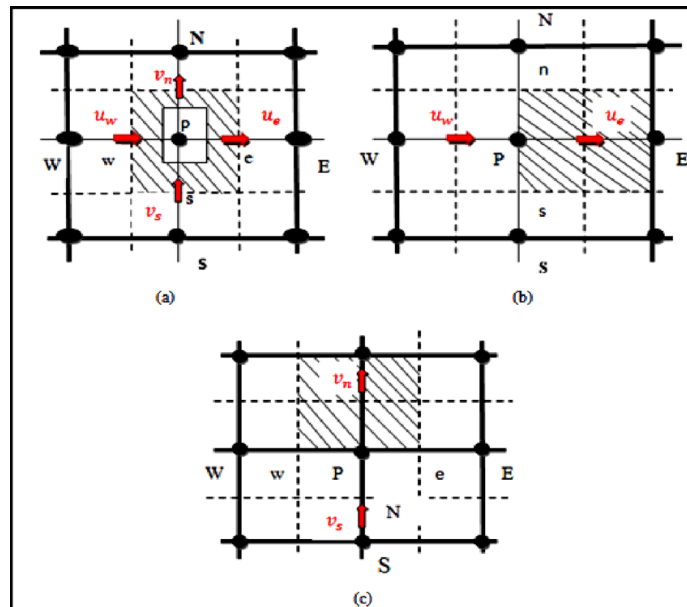 N
v_n
u_w p u_e
W w e E
v_s s
s
(a)
N
n
u_w u_e
W P E
s
S
(b)
v_n
W w P e E
v_s N
S
(c)